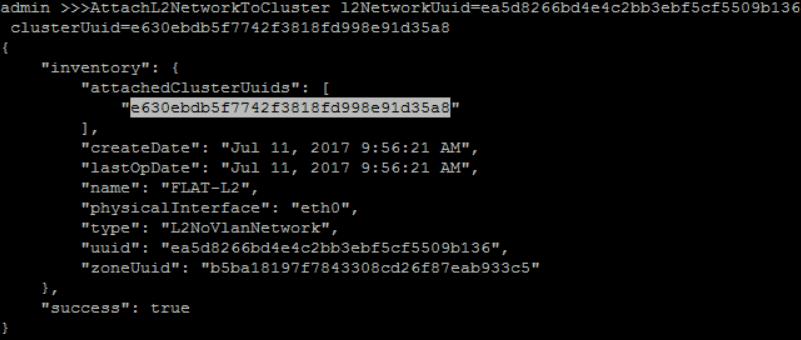 admin >>>AttachL2NetworkToCluster l2NetworkUuid=ea5d8266bd4e4c2bb3ebf5cf5509b136
 clusterUuid=e630ebdb5f7742f3818fd998e91d35a8
{
    "inventory": {
        "attachedClusterUuids": [
            "e630ebdb5f7742f3818fd998e91d35a8"
        ],
        "createDate": "Jul 11, 2017 9:56:21 AM",
        "lastOpDate": "Jul 11, 2017 9:56:21 AM",
        "name": "FLAT-L2",
        "physicalInterface": "eth0",
        "type": "L2NoVlanNetwork",
        "uuid": "ea5d8266bd4e4c2bb3ebf5cf5509b136",
        "zoneUuid": "b5ba18197f7843308cd26f87eab933c5"
    },
    "success": true
}